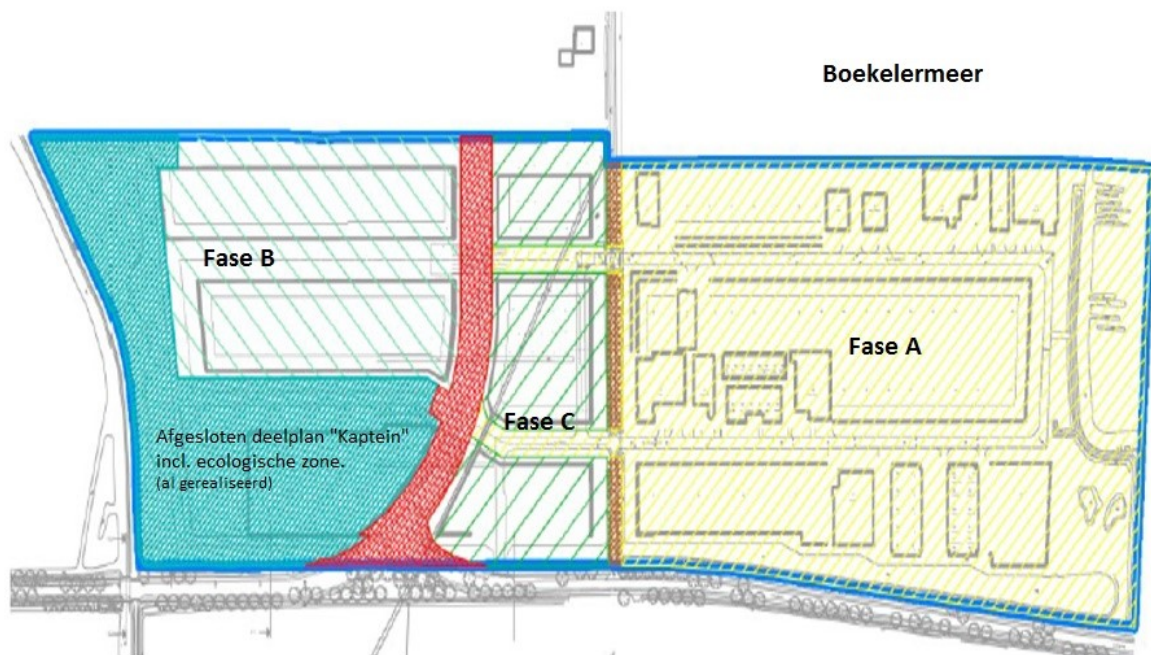 Boekelermeer
Fase B
Fase A
Fase C
Afgesloten deelplan "Kaptein"
incl. ecologische zone.
(al gerealiseerd)